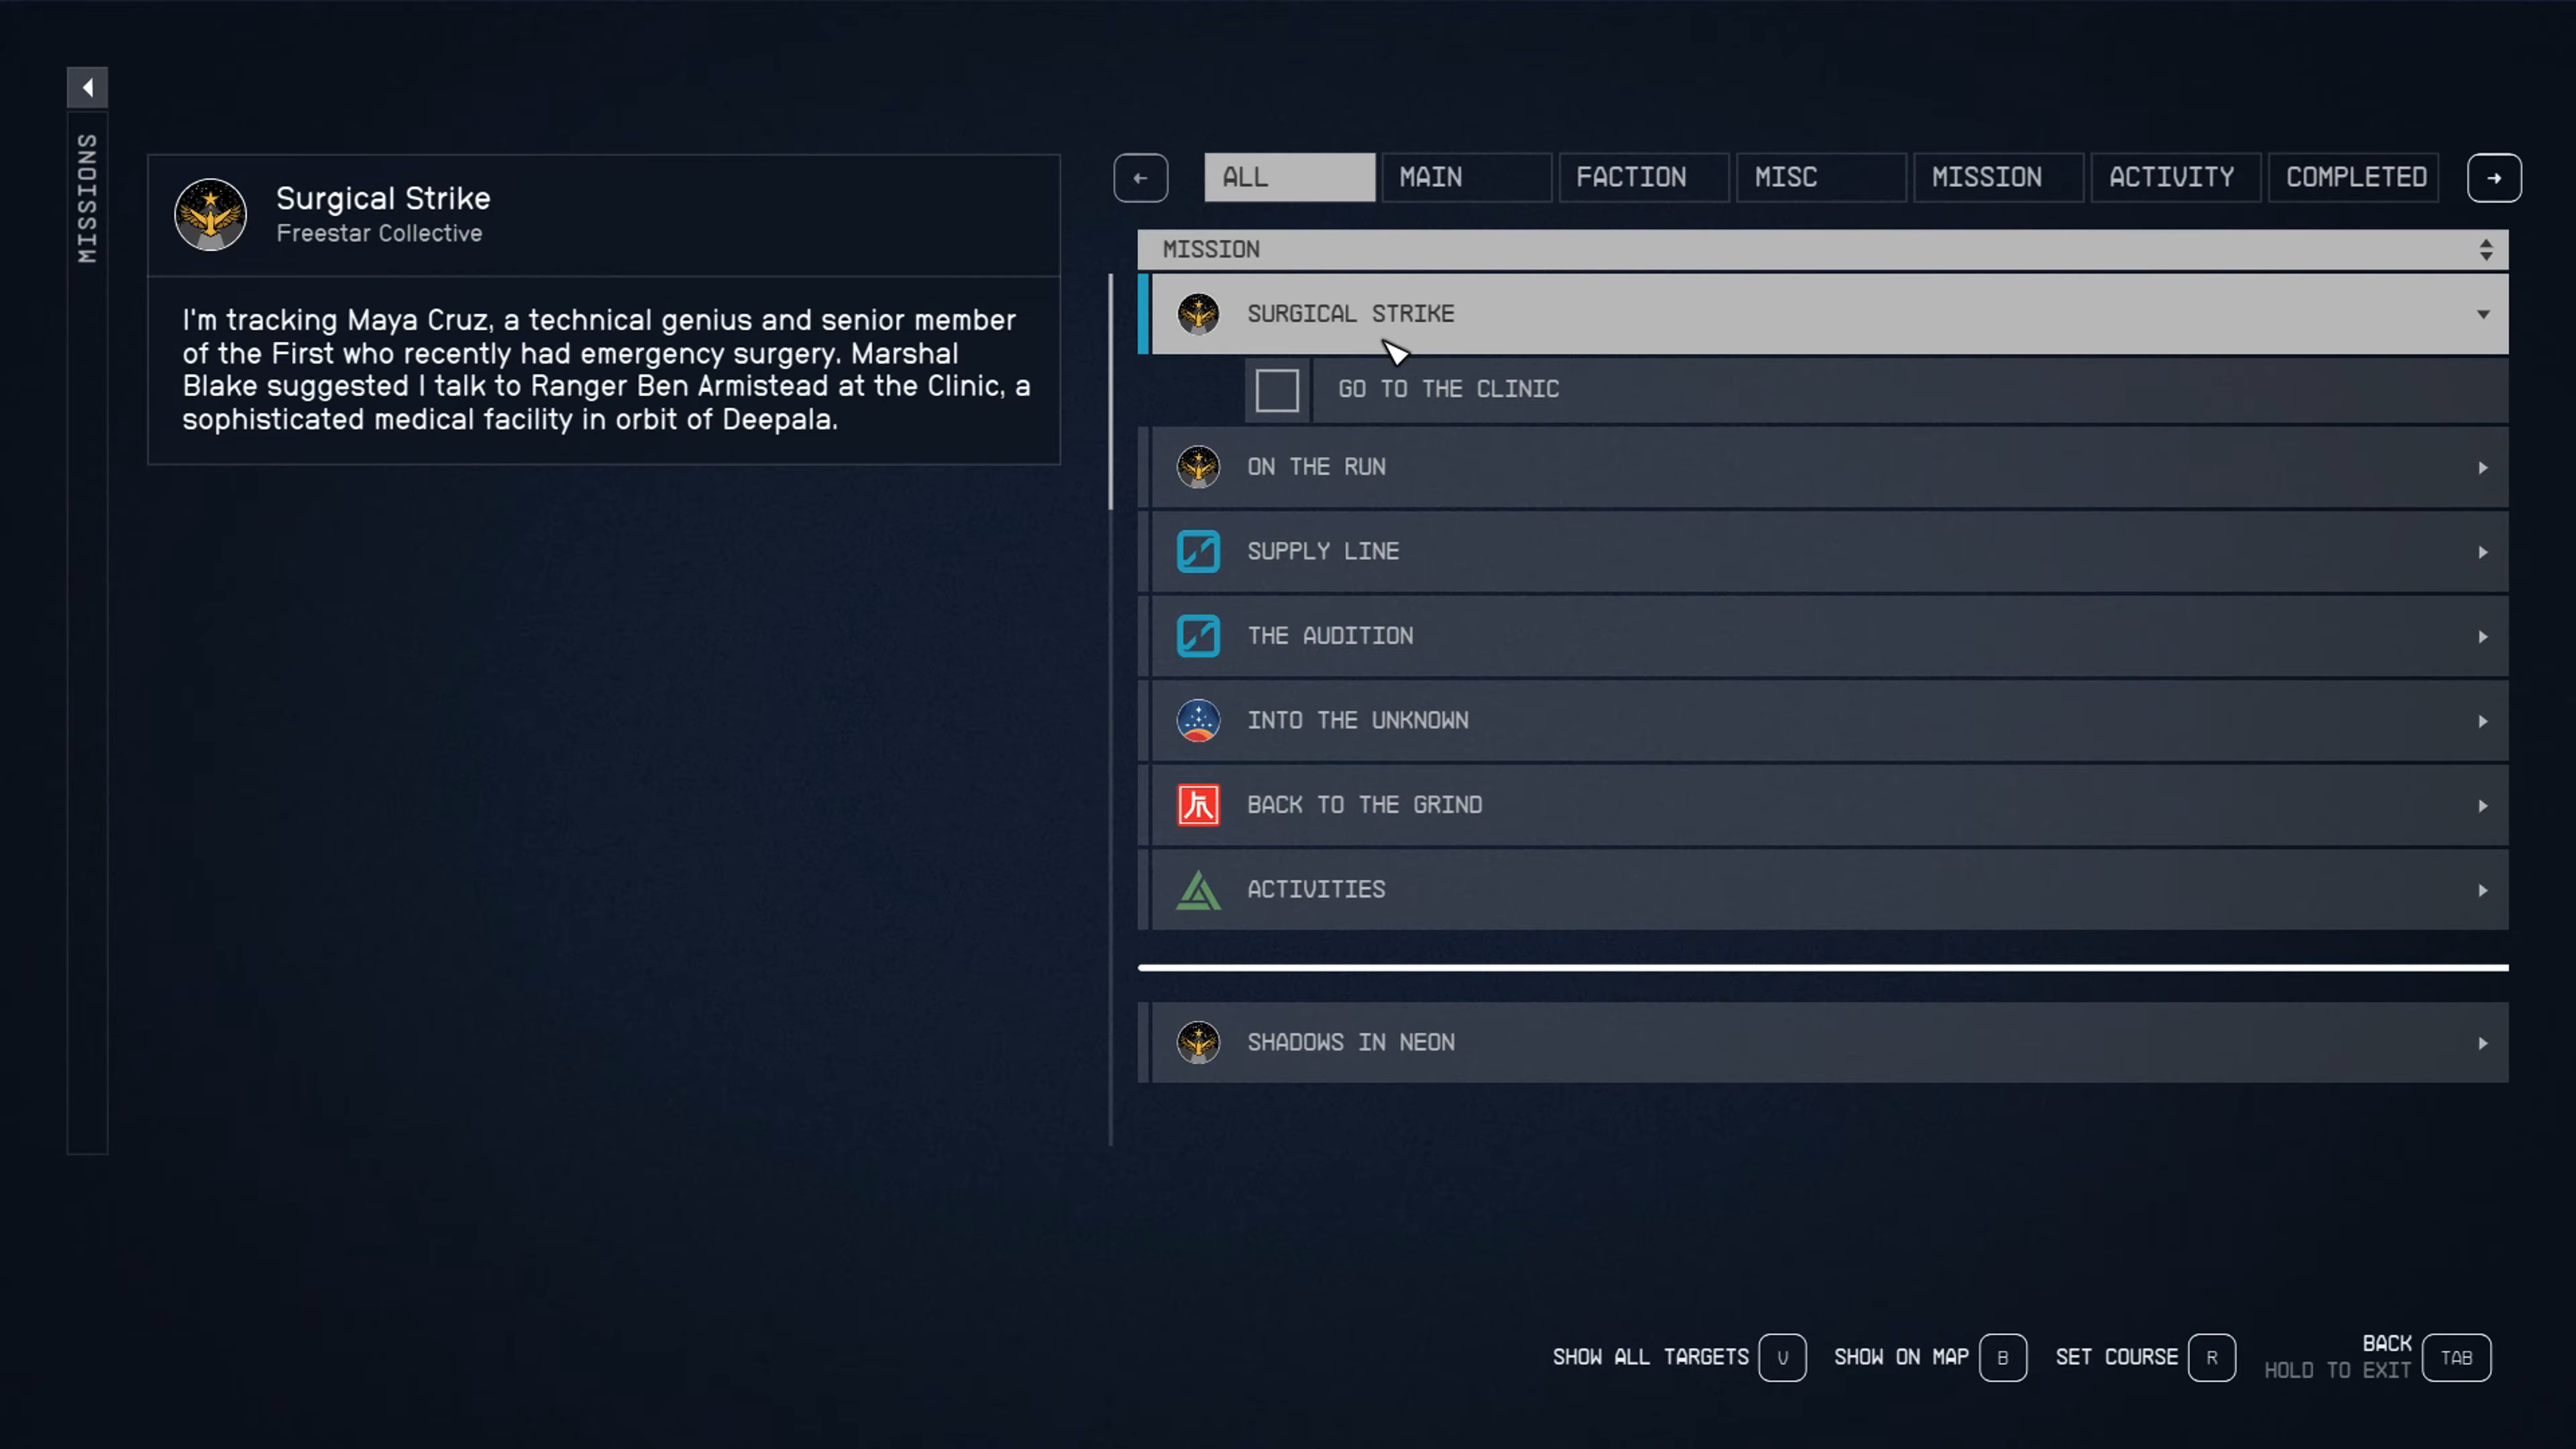 MISSIONS
Surgical Strike
Freestar Collective
I'm tracking Maya Cruz, a technical genius and senior member
of the First who recently had emergency surgery. Marshal
Blake suggested I talk to Ranger Ben Armistead at the Clinic, a
sophisticated medical facility in orbit of Deepala.
ALL MAIN FACTION MISC MISSION ACTIVITY COMPLETED
MISSION
SURGICAL STRIKE
GO TO THE CLINIC
ON THE RUN
SUPPLY LINE
THE AUDITION
INTO THE UNKNOWN
BACK TO THE GRIND
ACTIVITIES
SHADOWS IN NEON
SHOW ALL TARGETS V SHOW ON MAP B SET COURSE R BACK TAB
HOLD TO EXIT